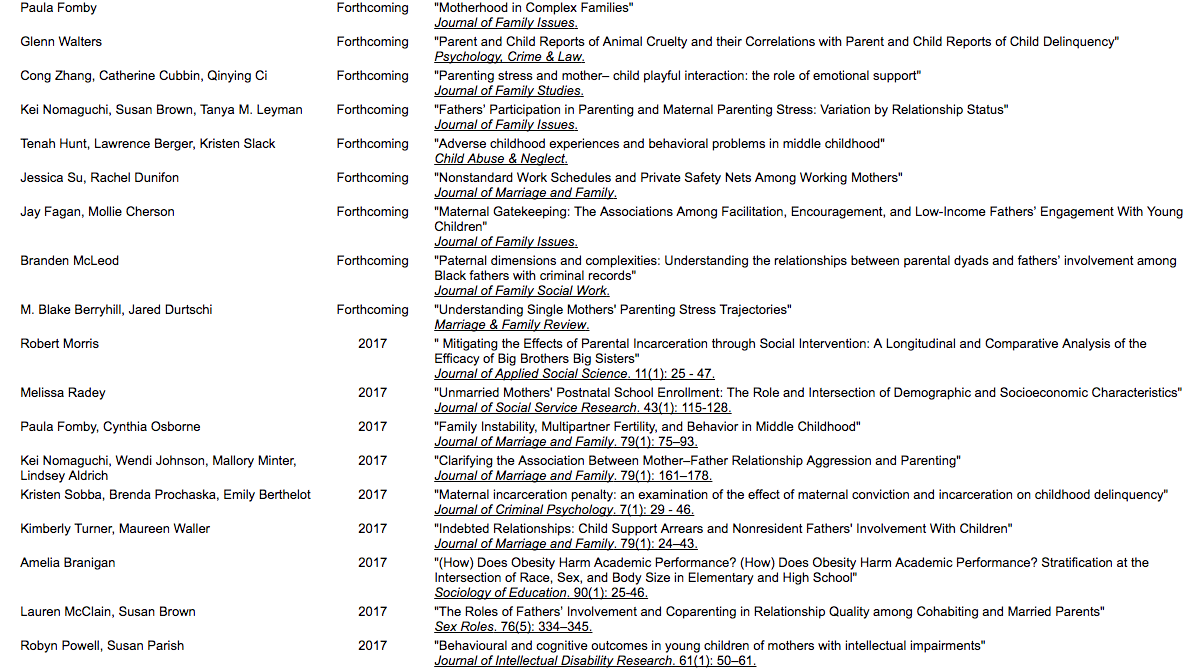 Paula Fomby Forthcoming "Motherhood in Complex Families"
Journal of Family Issues.
Glenn Walters Forthcoming "Parent and Child Reports of Animal Cruelty and their Correlations with Parent and Child Reports of Child Delinquency"
Psychology, Crime & Law.
Cong Zhang, Catherine Cubbin, Qinying Ci Forthcoming "Parenting stress and mother– child playful interaction: the role of emotional support"
Journal of Family Studies.
Kei Nomaguchi, Susan Brown, Tanya M. Leyman Forthcoming "Fathers’ Participation in Parenting and Maternal Parenting Stress: Variation by Relationship Status"
Journal of Family Issues.
Tenah Hunt, Lawrence Berger, Kristen Slack Forthcoming "Adverse childhood experiences and behavioral problems in middle childhood"
Child Abuse & Neglect.
Jessica Su, Rachel Dunifon Forthcoming "Nonstandard Work Schedules and Private Safety Nets Among Working Mothers"
Journal of Marriage and Family.
Jay Fagan, Mollie Cherson Forthcoming "Maternal Gatekeeping: The Associations Among Facilitation, Encouragement, and Low-Income Fathers’ Engagement With Young
Children"
Journal of Family Issues.
Branden McLeod Forthcoming "Paternal dimensions and complexities: Understanding the relationships between parental dyads and fathers’ involvement among
Black fathers with criminal records"
Journal of Family Social Work.
M. Blake Berryhill, Jared Durtschi Forthcoming "Understanding Single Mothers' Parenting Stress Trajectories"
Marriage & Family Review.
Robert Morris 2017 " Mitigating the Effects of Parental Incarceration through Social Intervention: A Longitudinal and Comparative Analysis of the
Efficacy of Big Brothers Big Sisters"
Journal of Applied Social Science. 11(1): 25 - 47.
Melissa Radey 2017 "Unmarried Mothers' Postnatal School Enrollment: The Role and Intersection of Demographic and Socioeconomic Characteristics"
Journal of Social Service Research. 43(1): 115-128.
Paula Fomby, Cynthia Osborne 2017 "Family Instability, Multipartner Fertility, and Behavior in Middle Childhood"
Journal of Marriage and Family. 79(1): 75–93.
Kei Nomaguchi, Wendi Johnson, Mallory Minter, 2017 "Clarifying the Association Between Mother–Father Relationship Aggression and Parenting"
Lindsey Aldrich Journal of Marriage and Family. 79(1): 161–178.
Kristen Sobba, Brenda Prochaska, Emily Berthelot 2017 "Maternal incarceration penalty: an examination of the effect of maternal conviction and incarceration on childhood delinquency"
Journal of Criminal Psychology. 7(1): 29 - 46.
Kimberly Turner, Maureen Waller 2017 "Indebted Relationships: Child Support Arrears and Nonresident Fathers' Involvement With Children"
Journal of Marriage and Family. 79(1): 24–43.
Amelia Branigan 2017 "(How) Does Obesity Harm Academic Performance? (How) Does Obesity Harm Academic Performance? Stratification at the
Intersection of Race, Sex, and Body Size in Elementary and High School"
Sociology of Education. 90(1): 25-46.
Lauren McClain, Susan Brown 2017 "The Roles of Fathers’ Involvement and Coparenting in Relationship Quality among Cohabiting and Married Parents"
Sex Roles. 76(5): 334–345.
Robyn Powell, Susan Parish 2017 "Behavioural and cognitive outcomes in young children of mothers with intellectual impairments"
Journal of Intellectual Disability Research. 61(1): 50–61.